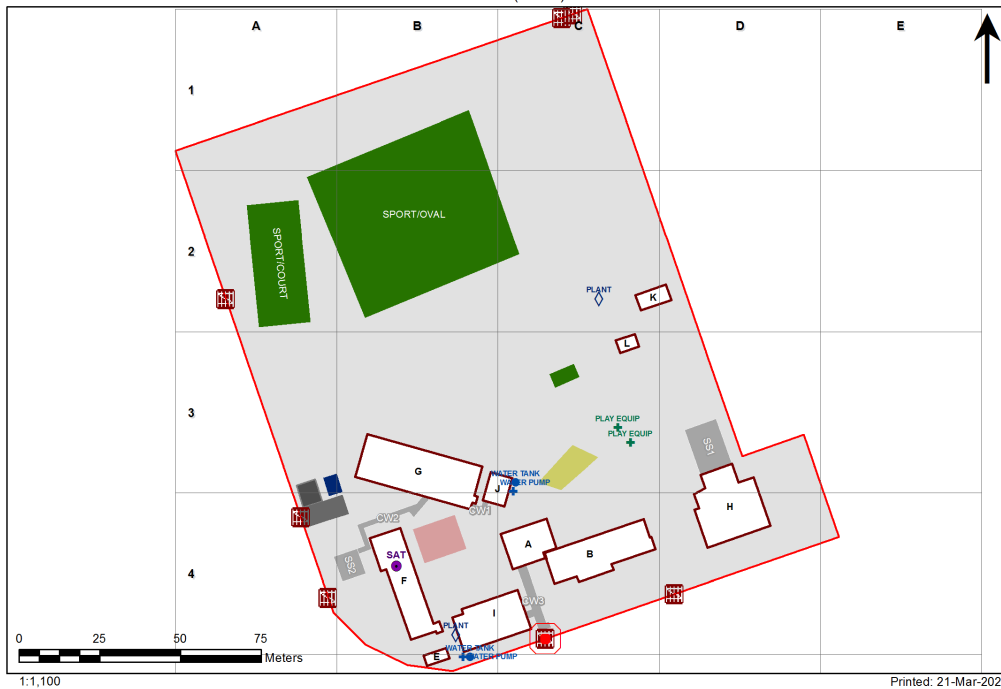 A B C D E
1
2
SPORT/OVAL
SPORT/COURT
PLANT
K
L
3
PLAY EQUIP
PLAY EQUIP
SS1
G
WATER TANK
WATER PUMP
J
H
CW1
CW2
4
A
B
SAT
SS2
F
CW3
I
PLANT
WATER TANK
WATER PUMP
E
0 25 50 75
Meters
1:1,100
Printed: 21-Mar-202